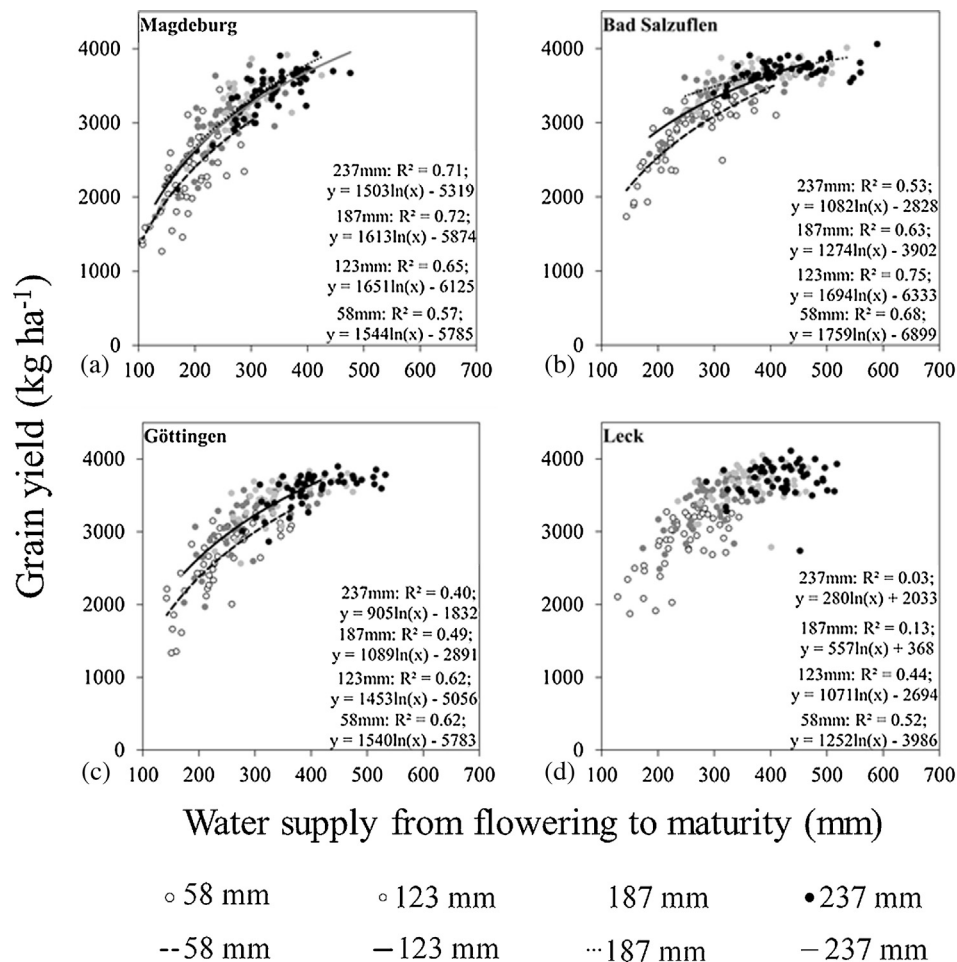 Magdeburg
4000
3000
2000
1000
0
237mm: R² = 0.71;
y = 1503ln(x) - 5319
187mm: R² = 0.72;
y = 1613ln(x) - 5874
123mm: R² = 0.65;
y = 1651ln(x) - 6125
58mm: R² = 0.57;
y = 1544ln(x) - 5785
(a)
100 200 300 400 500 600 700
Bad Salzuflen
4000
3000
2000
1000
0
237mm: R² = 0.53;
y = 1082ln(x) - 2828
187mm: R² = 0.63;
y = 1274ln(x) - 3902
123mm: R² = 0.75;
y = 1694ln(x) - 6333
58mm: R² = 0.68;
y = 1759ln(x) - 6899
(b)
100 200 300 400 500 600 700
Grain yield (kg ha⁻¹)
Göttingen
4000
3000
2000
1000
0
237mm: R² = 0.40;
y = 905ln(x) - 1832
187mm: R² = 0.49;
y = 1089ln(x) - 2891
123mm: R² = 0.62;
y = 1453ln(x) - 5056
58mm: R² = 0.62;
y = 1540ln(x) - 5783
(c)
100 200 300 400 500 600 700
Leck
4000
3000
2000
1000
0
237mm: R² = 0.03;
y = 280ln(x) + 2033
187mm: R² = 0.13;
y = 557ln(x) + 368
123mm: R² = 0.44;
y = 1071ln(x) - 2694
58mm: R² = 0.52;
y = 1252ln(x) - 3986
(d)
100 200 300 400 500 600 700
Water supply from flowering to maturity (mm)
58 mm 123 mm 187 mm 237 mm
58 mm 123 mm 187 mm 237 mm